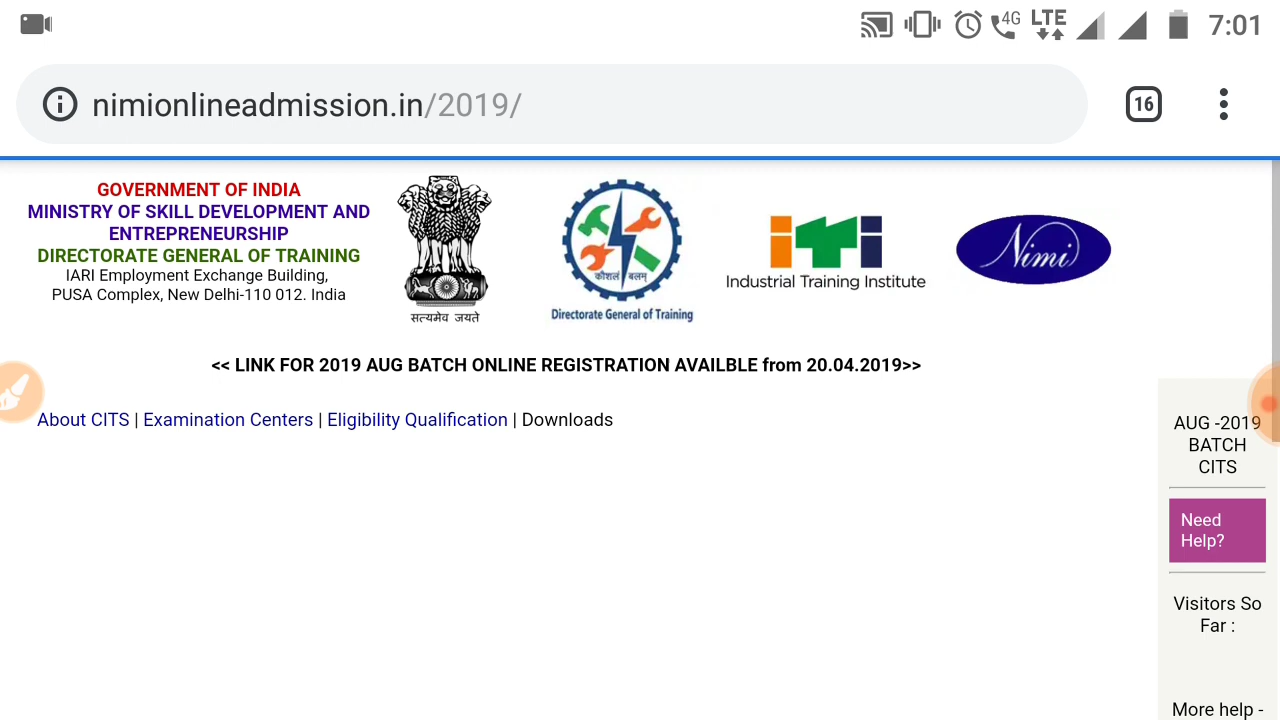 4G LTE 7:01
nimionlineadmission.in/2019/
16
GOVERNMENT OF INDIA
MINISTRY OF SKILL DEVELOPMENT AND
ENTREPRENEURSHIP
DIRECTORATE GENERAL OF TRAINING
IARI Employment Exchange Building,
PUSA Complex, New Delhi-110 012. India
सत्यमेव जयते
कौशलं बलम्
Directorate General of Training
iTi
Industrial Training Institute
Nimi
<< LINK FOR 2019 AUG BATCH ONLINE REGISTRATION AVAILBLE from 20.04.2019>>
About CITS | Examination Centers | Eligibility Qualification | Downloads
AUG -2019
BATCH
CITS
Need
Help?
Visitors So
Far :
More help -